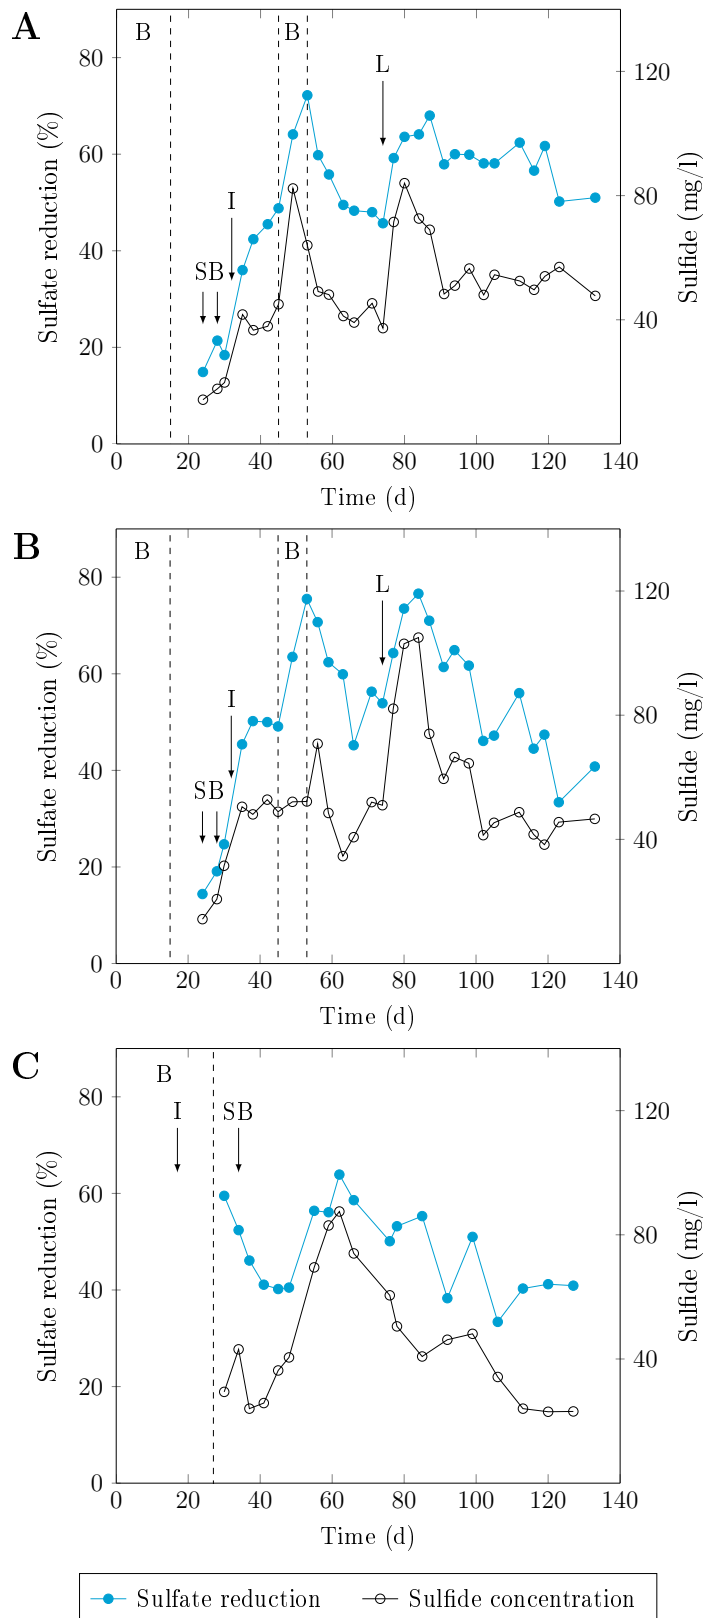 A
B
B
L
I
SB
0
20
40
60
80
40
80
120
0 20 40 60 80 100 120 140
Sulfate reduction (%)
Sulfide (mg/l)
Time (d)
B
B
B
L
I
SB
0
20
40
60
80
40
80
120
0 20 40 60 80 100 120 140
Sulfate reduction (%)
Sulfide (mg/l)
Time (d)
C
B
I
SB
0
20
40
60
80
40
80
120
0 20 40 60 80 100 120 140
Sulfate reduction (%)
Sulfide (mg/l)
Time (d)
Sulfate reduction Sulfide concentration